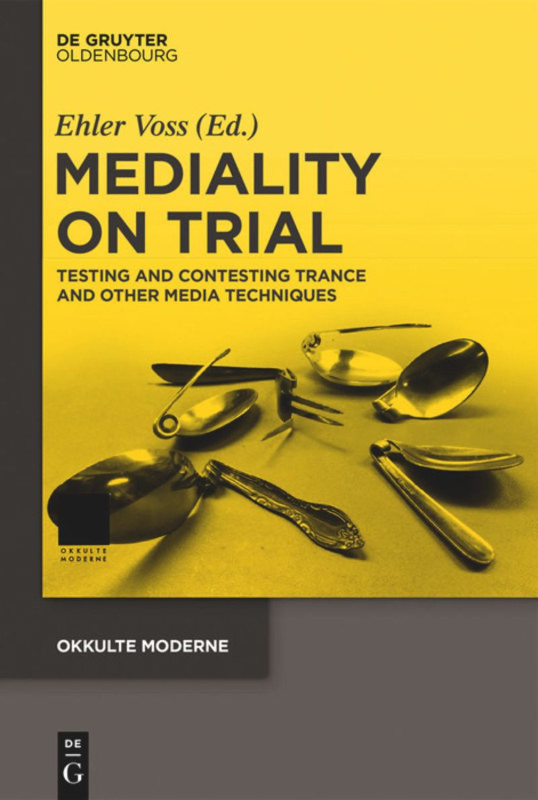 DE GRUYTER
OLDENBOURG
Ehler Voss (Ed.)
MEDIALITY
ON TRIAL
TESTING AND CONTESTING TRANCE
AND OTHER MEDIA TECHNIQUES
OKKULTE
MODERNE
OKKULTE MODERNE
DE
G